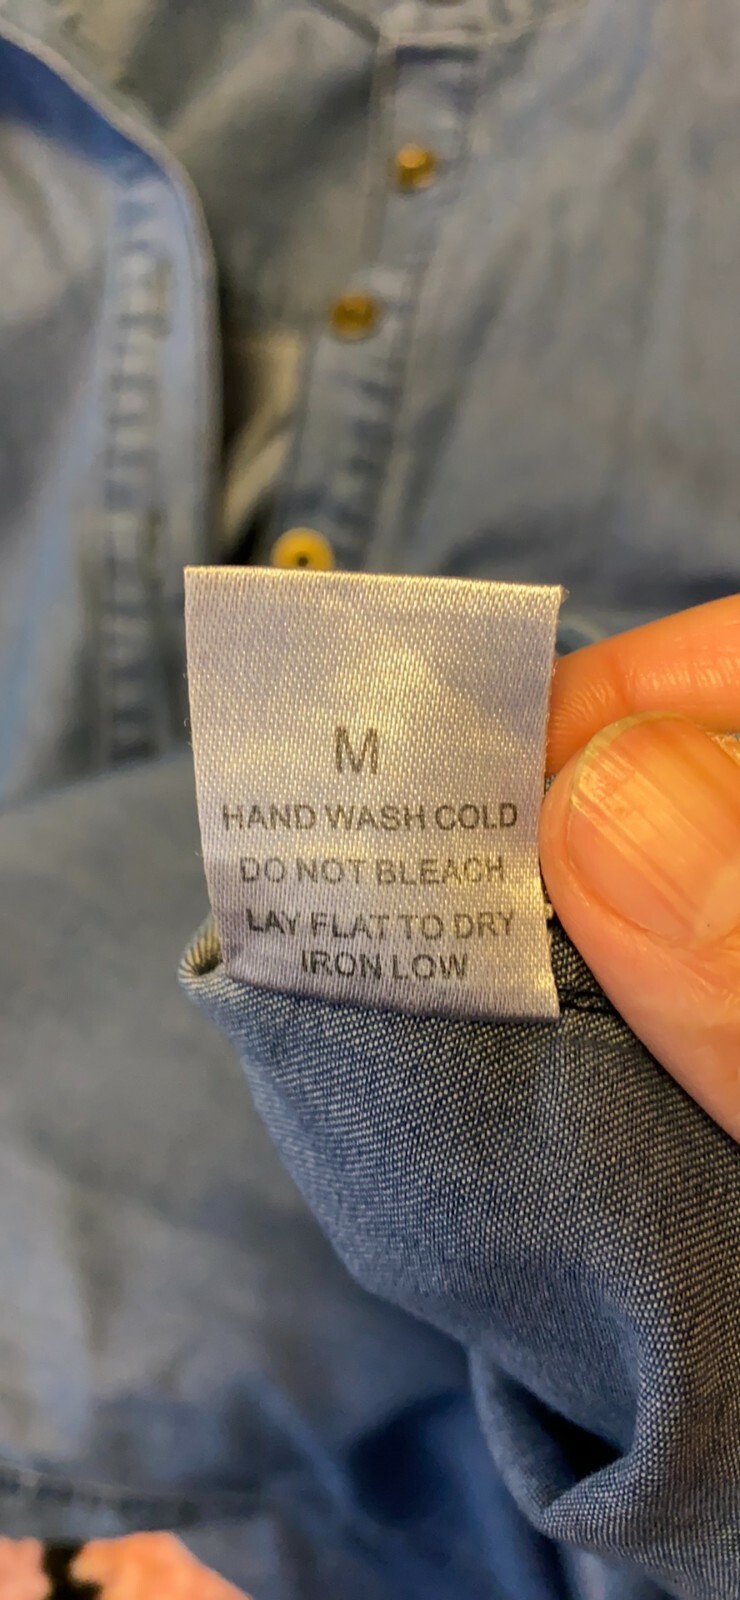 M
HAND WASH COLD
DO NOT BLEACH
LAY FLAT TO DRY
IRON LOW